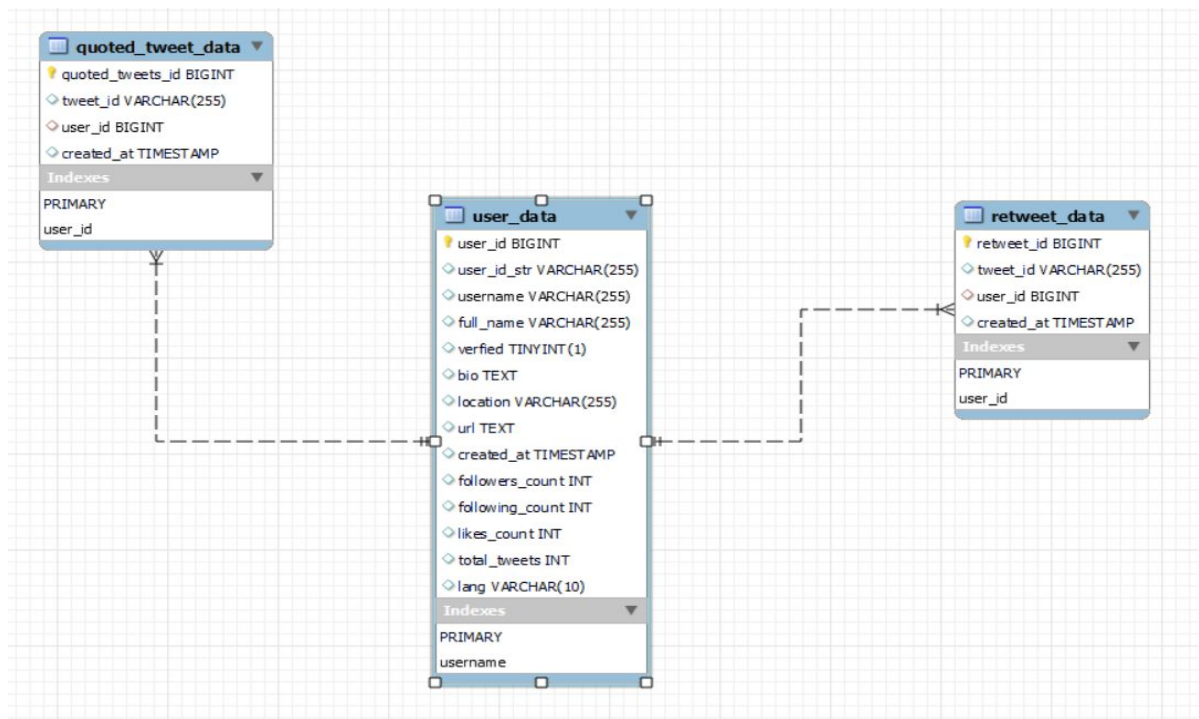 quoted_tweet_data
quoted_tweets_id BIGINT
tweet_id VARCHAR(255)
user_id BIGINT
created_at TIMESTAMP
Indexes
PRIMARY
user_id
user_data
user_id BIGINT
user_id_str VARCHAR(255)
username VARCHAR(255)
full_name VARCHAR(255)
verfied TINYINT(1)
bio TEXT
location VARCHAR(255)
url TEXT
created_at TIMESTAMP
followers_count INT
following_count INT
likes_count INT
total_tweets INT
lang VARCHAR(10)
Indexes
PRIMARY
username
retweet_data
retweet_id BIGINT
tweet_id VARCHAR(255)
user_id BIGINT
created_at TIMESTAMP
Indexes
PRIMARY
user_id